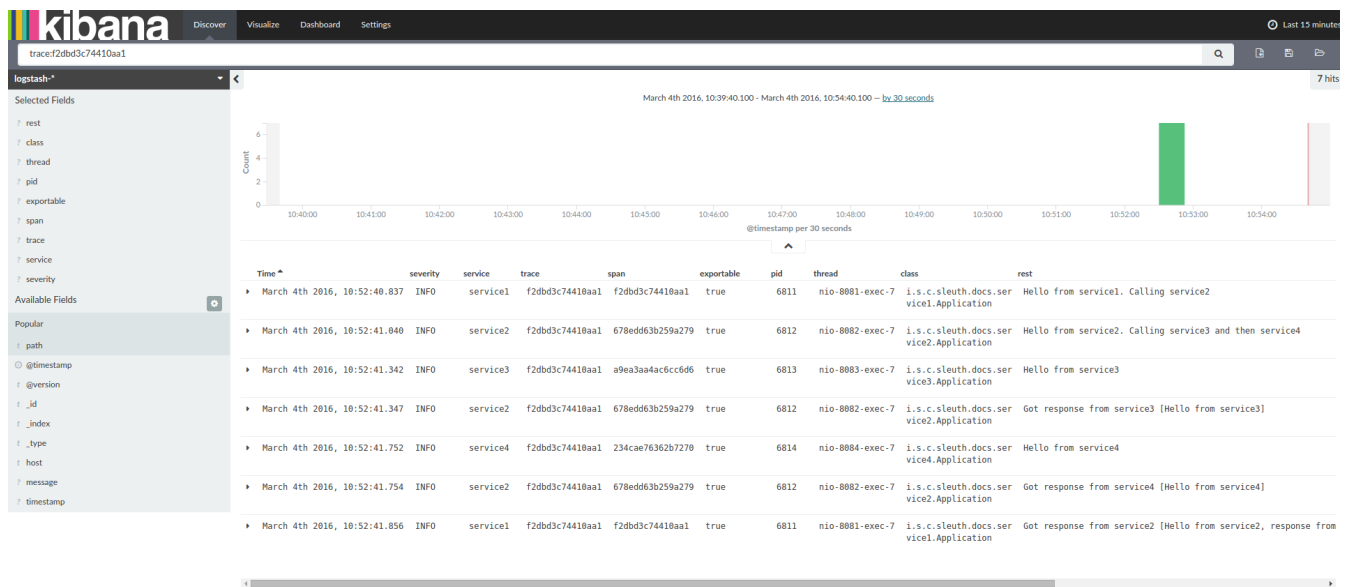 kibana Discover Visualize Dashboard Settings Last 15 minutes
trace:f2dbd3c74410aa1
logstash-*
7 hits
Selected Fields
? rest
? class
? thread
? pid
? exportable
? span
? trace
? service
? severity
Available Fields
Popular
t path
@timestamp
t @version
t _id
t _index
t _type
t host
? message
? timestamp
March 4th 2016, 10:39:40.100 - March 4th 2016, 10:54:40.100 — by 30 seconds
Count
6
4
2
0
10:40:00 10:41:00 10:42:00 10:43:00 10:44:00 10:45:00 10:46:00 10:47:00 10:48:00 10:49:00 10:50:00 10:51:00 10:52:00 10:53:00 10:54:00
@timestamp per 30 seconds
Time severity service trace span exportable pid thread class rest
March 4th 2016, 10:52:40.837 INFO service1 f2dbd3c74410aa1 f2dbd3c74410aa1 true 6811 nio-8081-exec-7 i.s.c.sleuth.docs.ser Hello from service1. Calling service2
vice1.Application
March 4th 2016, 10:52:41.040 INFO service2 f2dbd3c74410aa1 678edd63b259a279 true 6812 nio-8082-exec-7 i.s.c.sleuth.docs.ser Hello from service2. Calling service3 and then service4
vice2.Application
March 4th 2016, 10:52:41.342 INFO service3 f2dbd3c74410aa1 a9ea3aa4ac6cc6d6 true 6813 nio-8083-exec-7 i.s.c.sleuth.docs.ser Hello from service3
vice3.Application
March 4th 2016, 10:52:41.347 INFO service2 f2dbd3c74410aa1 678edd63b259a279 true 6812 nio-8082-exec-7 i.s.c.sleuth.docs.ser Got response from service3 [Hello from service3]
vice2.Application
March 4th 2016, 10:52:41.752 INFO service4 f2dbd3c74410aa1 234cae76362b7270 true 6814 nio-8084-exec-7 i.s.c.sleuth.docs.ser Hello from service4
vice4.Application
March 4th 2016, 10:52:41.754 INFO service2 f2dbd3c74410aa1 678edd63b259a279 true 6812 nio-8082-exec-7 i.s.c.sleuth.docs.ser Got response from service4 [Hello from service4]
vice2.Application
March 4th 2016, 10:52:41.856 INFO service1 f2dbd3c74410aa1 f2dbd3c74410aa1 true 6811 nio-8081-exec-7 i.s.c.sleuth.docs.ser Got response from service2 [Hello from service2, response from
vice1.Application